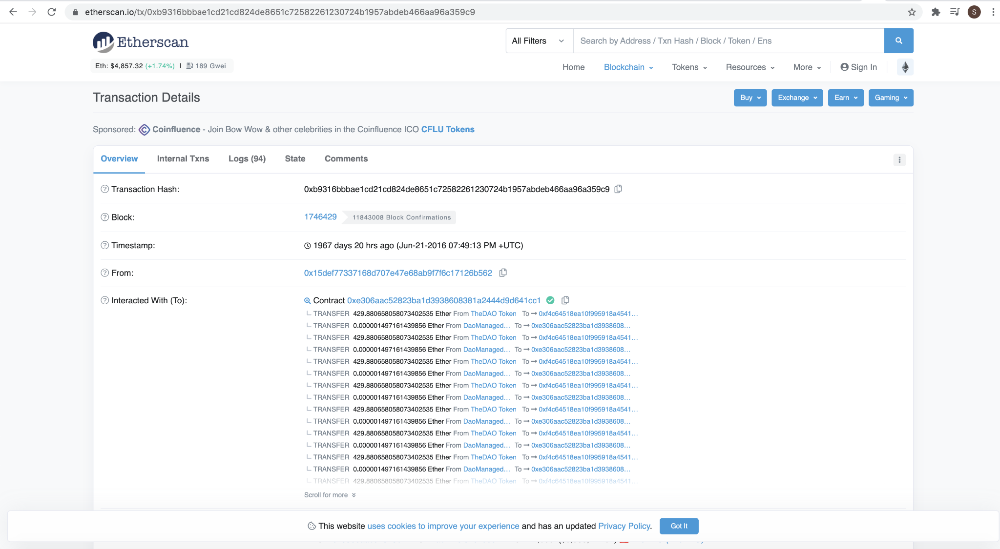 etherscan.io/tx/0xb9316bbbae1cd21cd824de8651c72582261230724b1957abdeb466aa96a359c9
S
Etherscan
All Filters
Search by Address / Txn Hash / Block / Token / Ens
Eth: $4,857.32 (+1.74%) | 189 Gwei
Home Blockchain Tokens Resources More Sign In
Transaction Details
Buy Exchange Earn Gaming
Sponsored: Coinfluence - Join Bow Wow & other celebrities in the Coinfluence ICO CFLU Tokens
Overview Internal Txns Logs (94) State Comments
Transaction Hash: 0xb9316bbbae1cd21cd824de8651c72582261230724b1957abdeb466aa96a359c9
Block: 1746429 11843008 Block Confirmations
Timestamp: 1967 days 20 hrs ago (Jun-21-2016 07:49:13 PM +UTC)
From: 0x15def77337168d707e47e68ab9f7f6c17126b562
Interacted With (To): Contract 0xe306aac52823ba1d3938608381a2444d9d641cc1
TRANSFER 429.880658058073402535 Ether From TheDAO Token To → 0xf4c64518ea10f995918a4541...
TRANSFER 0.000001497161439856 Ether From DaoManaged... To → 0xe306aac52823ba1d3938608...
TRANSFER 429.880658058073402535 Ether From TheDAO Token To → 0xf4c64518ea10f995918a4541...
TRANSFER 0.000001497161439856 Ether From DaoManaged... To → 0xe306aac52823ba1d3938608...
TRANSFER 429.880658058073402535 Ether From TheDAO Token To → 0xf4c64518ea10f995918a4541...
TRANSFER 0.000001497161439856 Ether From DaoManaged... To → 0xe306aac52823ba1d3938608...
TRANSFER 429.880658058073402535 Ether From TheDAO Token To → 0xf4c64518ea10f995918a4541...
TRANSFER 0.000001497161439856 Ether From DaoManaged... To → 0xe306aac52823ba1d3938608...
TRANSFER 429.880658058073402535 Ether From TheDAO Token To → 0xf4c64518ea10f995918a4541...
TRANSFER 0.000001497161439856 Ether From DaoManaged... To → 0xe306aac52823ba1d3938608...
TRANSFER 429.880658058073402535 Ether From TheDAO Token To → 0xf4c64518ea10f995918a4541...
TRANSFER 0.000001497161439856 Ether From DaoManaged... To → 0xe306aac52823ba1d3938608...
TRANSFER 429.880658058073402535 Ether From TheDAO Token To → 0xf4c64518ea10f995918a4541...
TRANSFER 0.000001497161439856 Ether From DaoManaged... To → 0xe306aac52823ba1d3938608...
TRANSFER 429.880658058073402535 Ether From TheDAO Token To → 0xf4c64518ea10f995918a4541...
Scroll for more
This website uses cookies to improve your experience and has an updated Privacy Policy. Got It